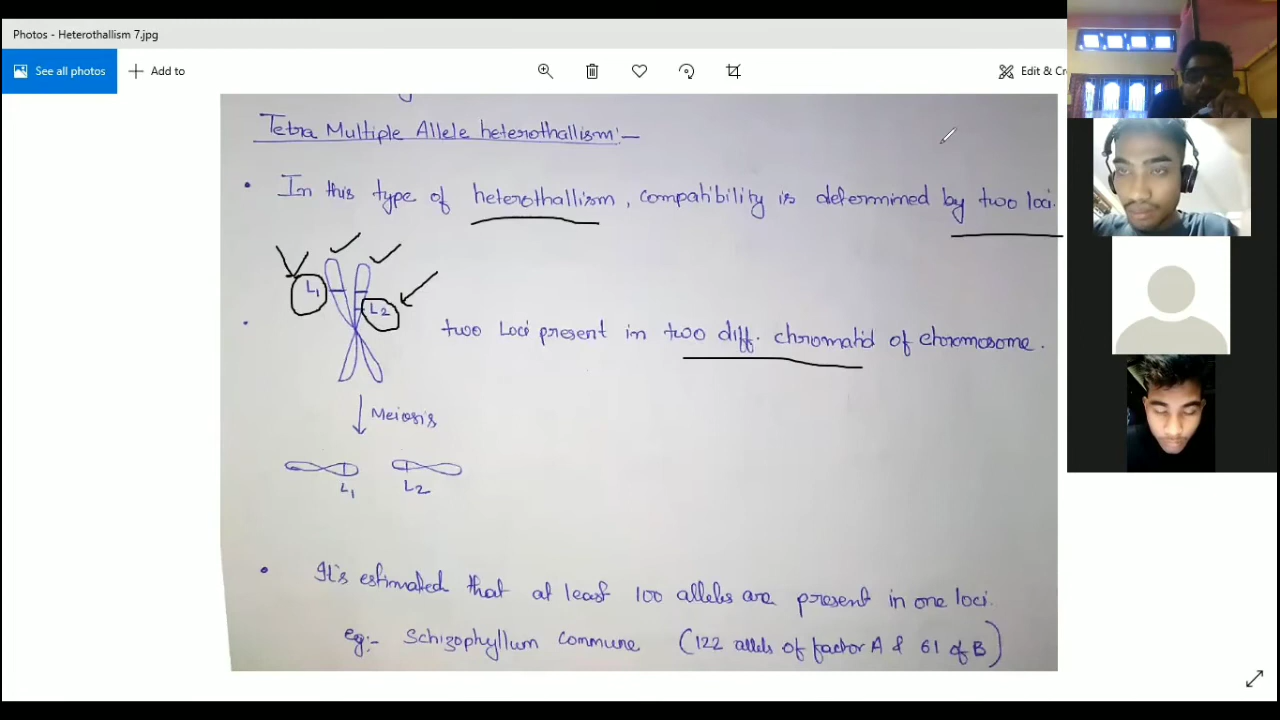 Photos - Heterothallism 7.jpg
See all photos
Add to
Edit & Cr
Tetra Multiple Allele heterothallism:-
• In this type of heterothallism, compatibility is determined by two loci.
L1
L2
• two Loci present in two diff. chromatid of chromosome.
Meiosis
L1 L2
• It's estimated that at least 100 alleles are present in one loci.
eg:- Schizophyllum commune (122 allels of factor A & 61 of B)